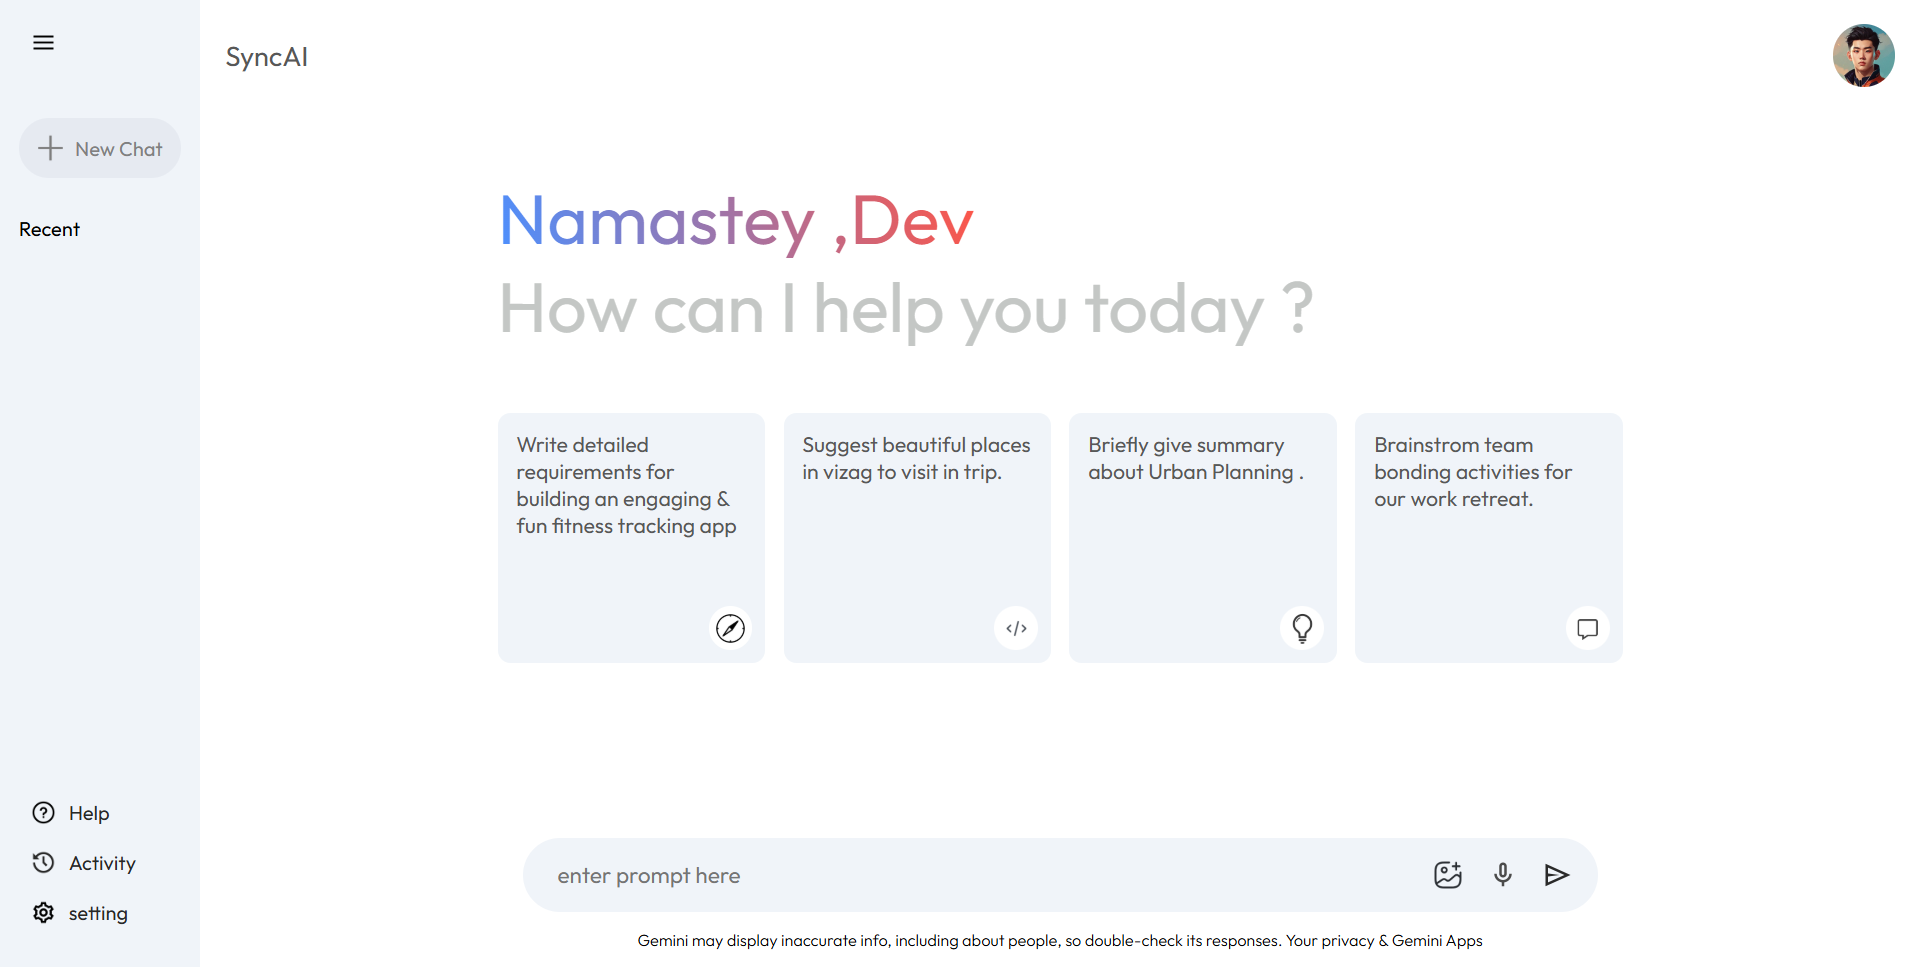 SyncAI
New Chat
Recent
Namastey ,Dev
How can I help you today ?
Write detailed
requirements for
building an engaging &
fun fitness tracking app
Suggest beautiful places
in vizag to visit in trip.
Briefly give summary
about Urban Planning .
Brainstrom team
bonding activities for
our work retreat.
Help
Activity
setting
enter prompt here
Gemini may display inaccurate info, including about people, so double-check its responses. Your privacy & Gemini Apps